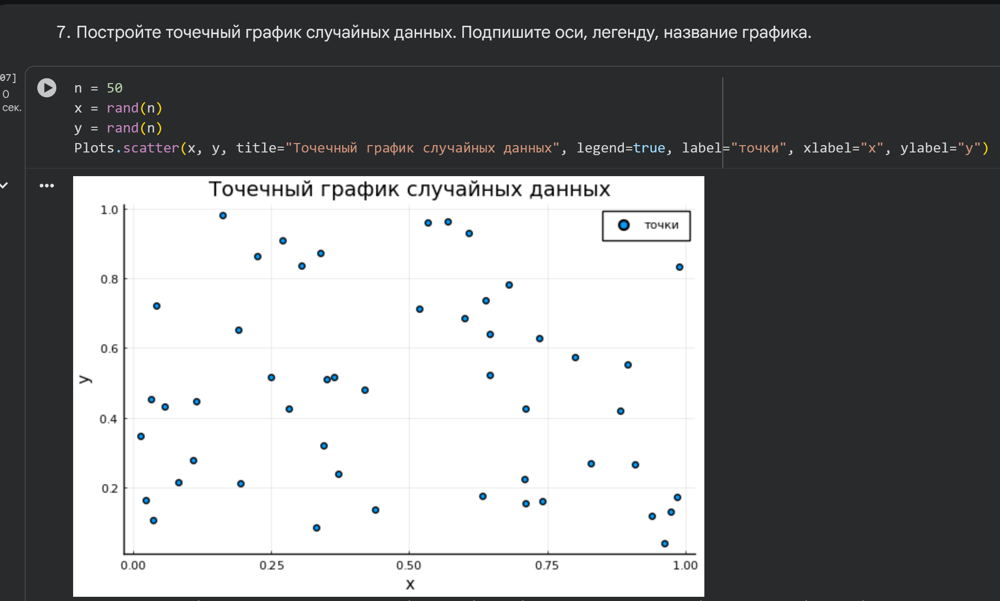 7. Постройте точечный график случайных данных. Подпишите оси, легенду, название графика.
07]
0
сек.
n = 50
x = rand(n)
y = rand(n)
Plots.scatter(x, y, title="Точечный график случайных данных", legend=true, label="точки", xlabel="x", ylabel="y")
Точечный график случайных данных
точки
1.0
0.8
0.6
0.4
0.2
y
0.00 0.25 0.50 0.75 1.00
x